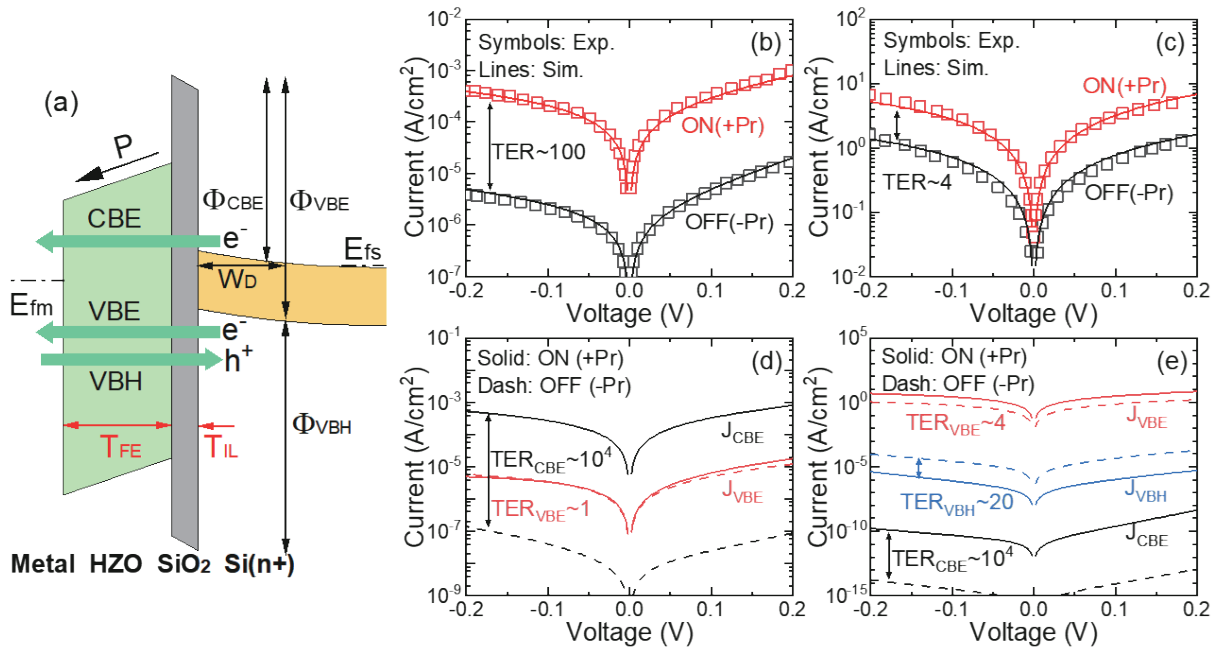 (a)
P
CBE
e-
ΦCBE
ΦVBE
Efs
WD
Efm
VBE
e-
VBH
h+
ΦVBH
TFE
TIL
Metal HZO SiO2 Si(n+)
(b)
Symbols: Exp.
Lines: Sim.
ON(+Pr)
TER~100
OFF(-Pr)
Current (A/cm2)
10-2
10-3
10-4
10-5
10-6
10-7
-0.2 -0.1 0.0 0.1 0.2
Voltage (V)
(c)
Symbols: Exp.
Lines: Sim.
ON(+Pr)
TER~4
OFF(-Pr)
Current (A/cm2)
102
101
100
10-1
10-2
-0.2 -0.1 0.0 0.1 0.2
Voltage (V)
(d)
Solid: ON (+Pr)
Dash: OFF (-Pr)
JCBE
TERCBE~104
TERVBE~1
JVBE
Current (A/cm2)
10-1
10-3
10-5
10-7
10-9
-0.2 -0.1 0.0 0.1 0.2
Voltage (V)
(e)
Solid: ON (+Pr)
Dash: OFF (-Pr)
TERVBE~4
JVBE
TERVBH~20
JVBH
JCBE
TERCBE~104
Current (A/cm2)
105
100
10-5
10-10
10-15
-0.2 -0.1 0.0 0.1 0.2
Voltage (V)